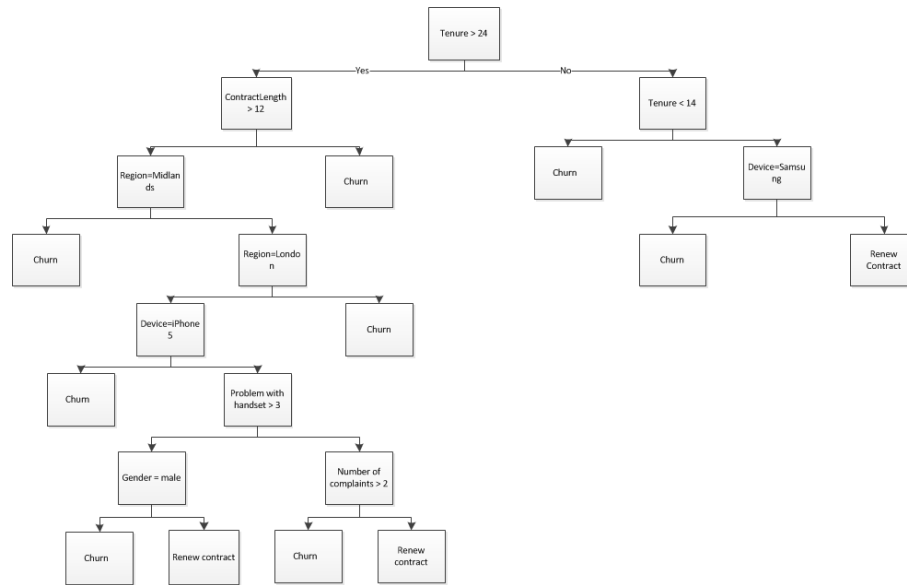 Tenure > 24
Yes
No
ContractLength
> 12
Tenure < 14
Region=Midlan
ds
Churn
Churn
Device=Samsu
ng
Churn
Region=Londo
n
Churn
Renew
Contract
Device=iPhone
5
Churn
Churn
Problem with
handset > 3
Gender = male
Number of
complaints > 2
Churn
Renew contract
Churn
Renew
contract